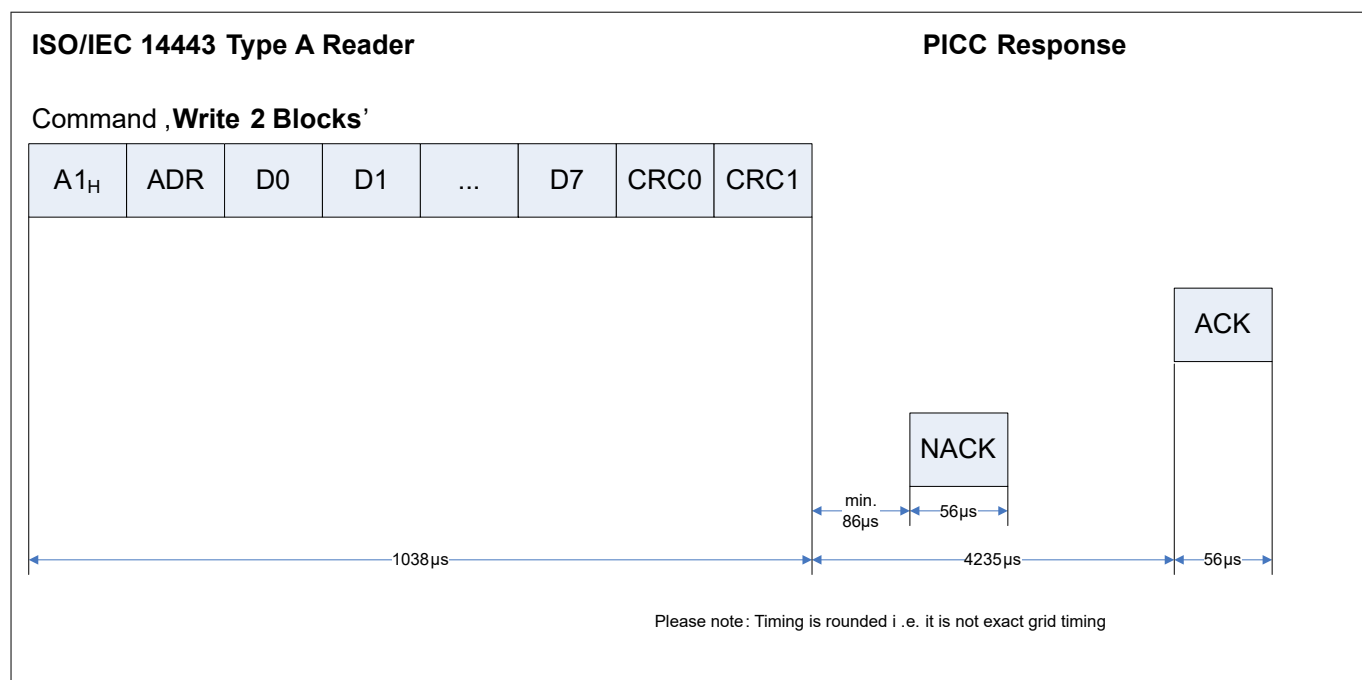 ISO/IEC 14443 Type A Reader
PICC Response
Command ‚Write 2 Blocks’
A1H ADR D0 D1 ... D7 CRC0 CRC1
ACK
NACK
min.
86µs
56µs
1038µs
4235µs
56µs
Please note: Timing is rounded i .e. it is not exact grid timing